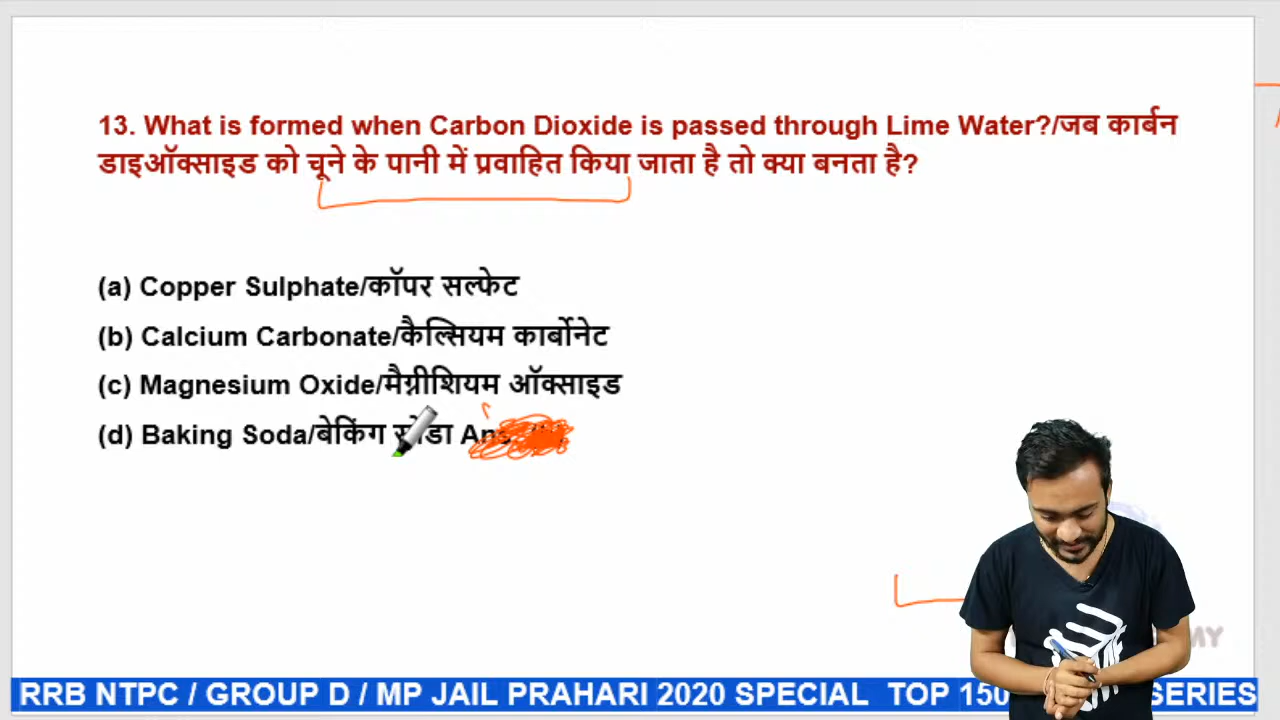 13. What is formed when Carbon Dioxide is passed through Lime Water?/जब कार्बन
डाइऑक्साइड को चूने के पानी में प्रवाहित किया जाता है तो क्या बनता है?
(a) Copper Sulphate/कॉपर सल्फेट
(b) Calcium Carbonate/कैल्सियम कार्बोनेट
(c) Magnesium Oxide/मैग्नीशियम ऑक्साइड
(d) Baking Soda/बेकिंग सोडा Ans
RRB NTPC / GROUP D / MP JAIL PRAHARI 2020 SPECIAL TOP 150 SERIES